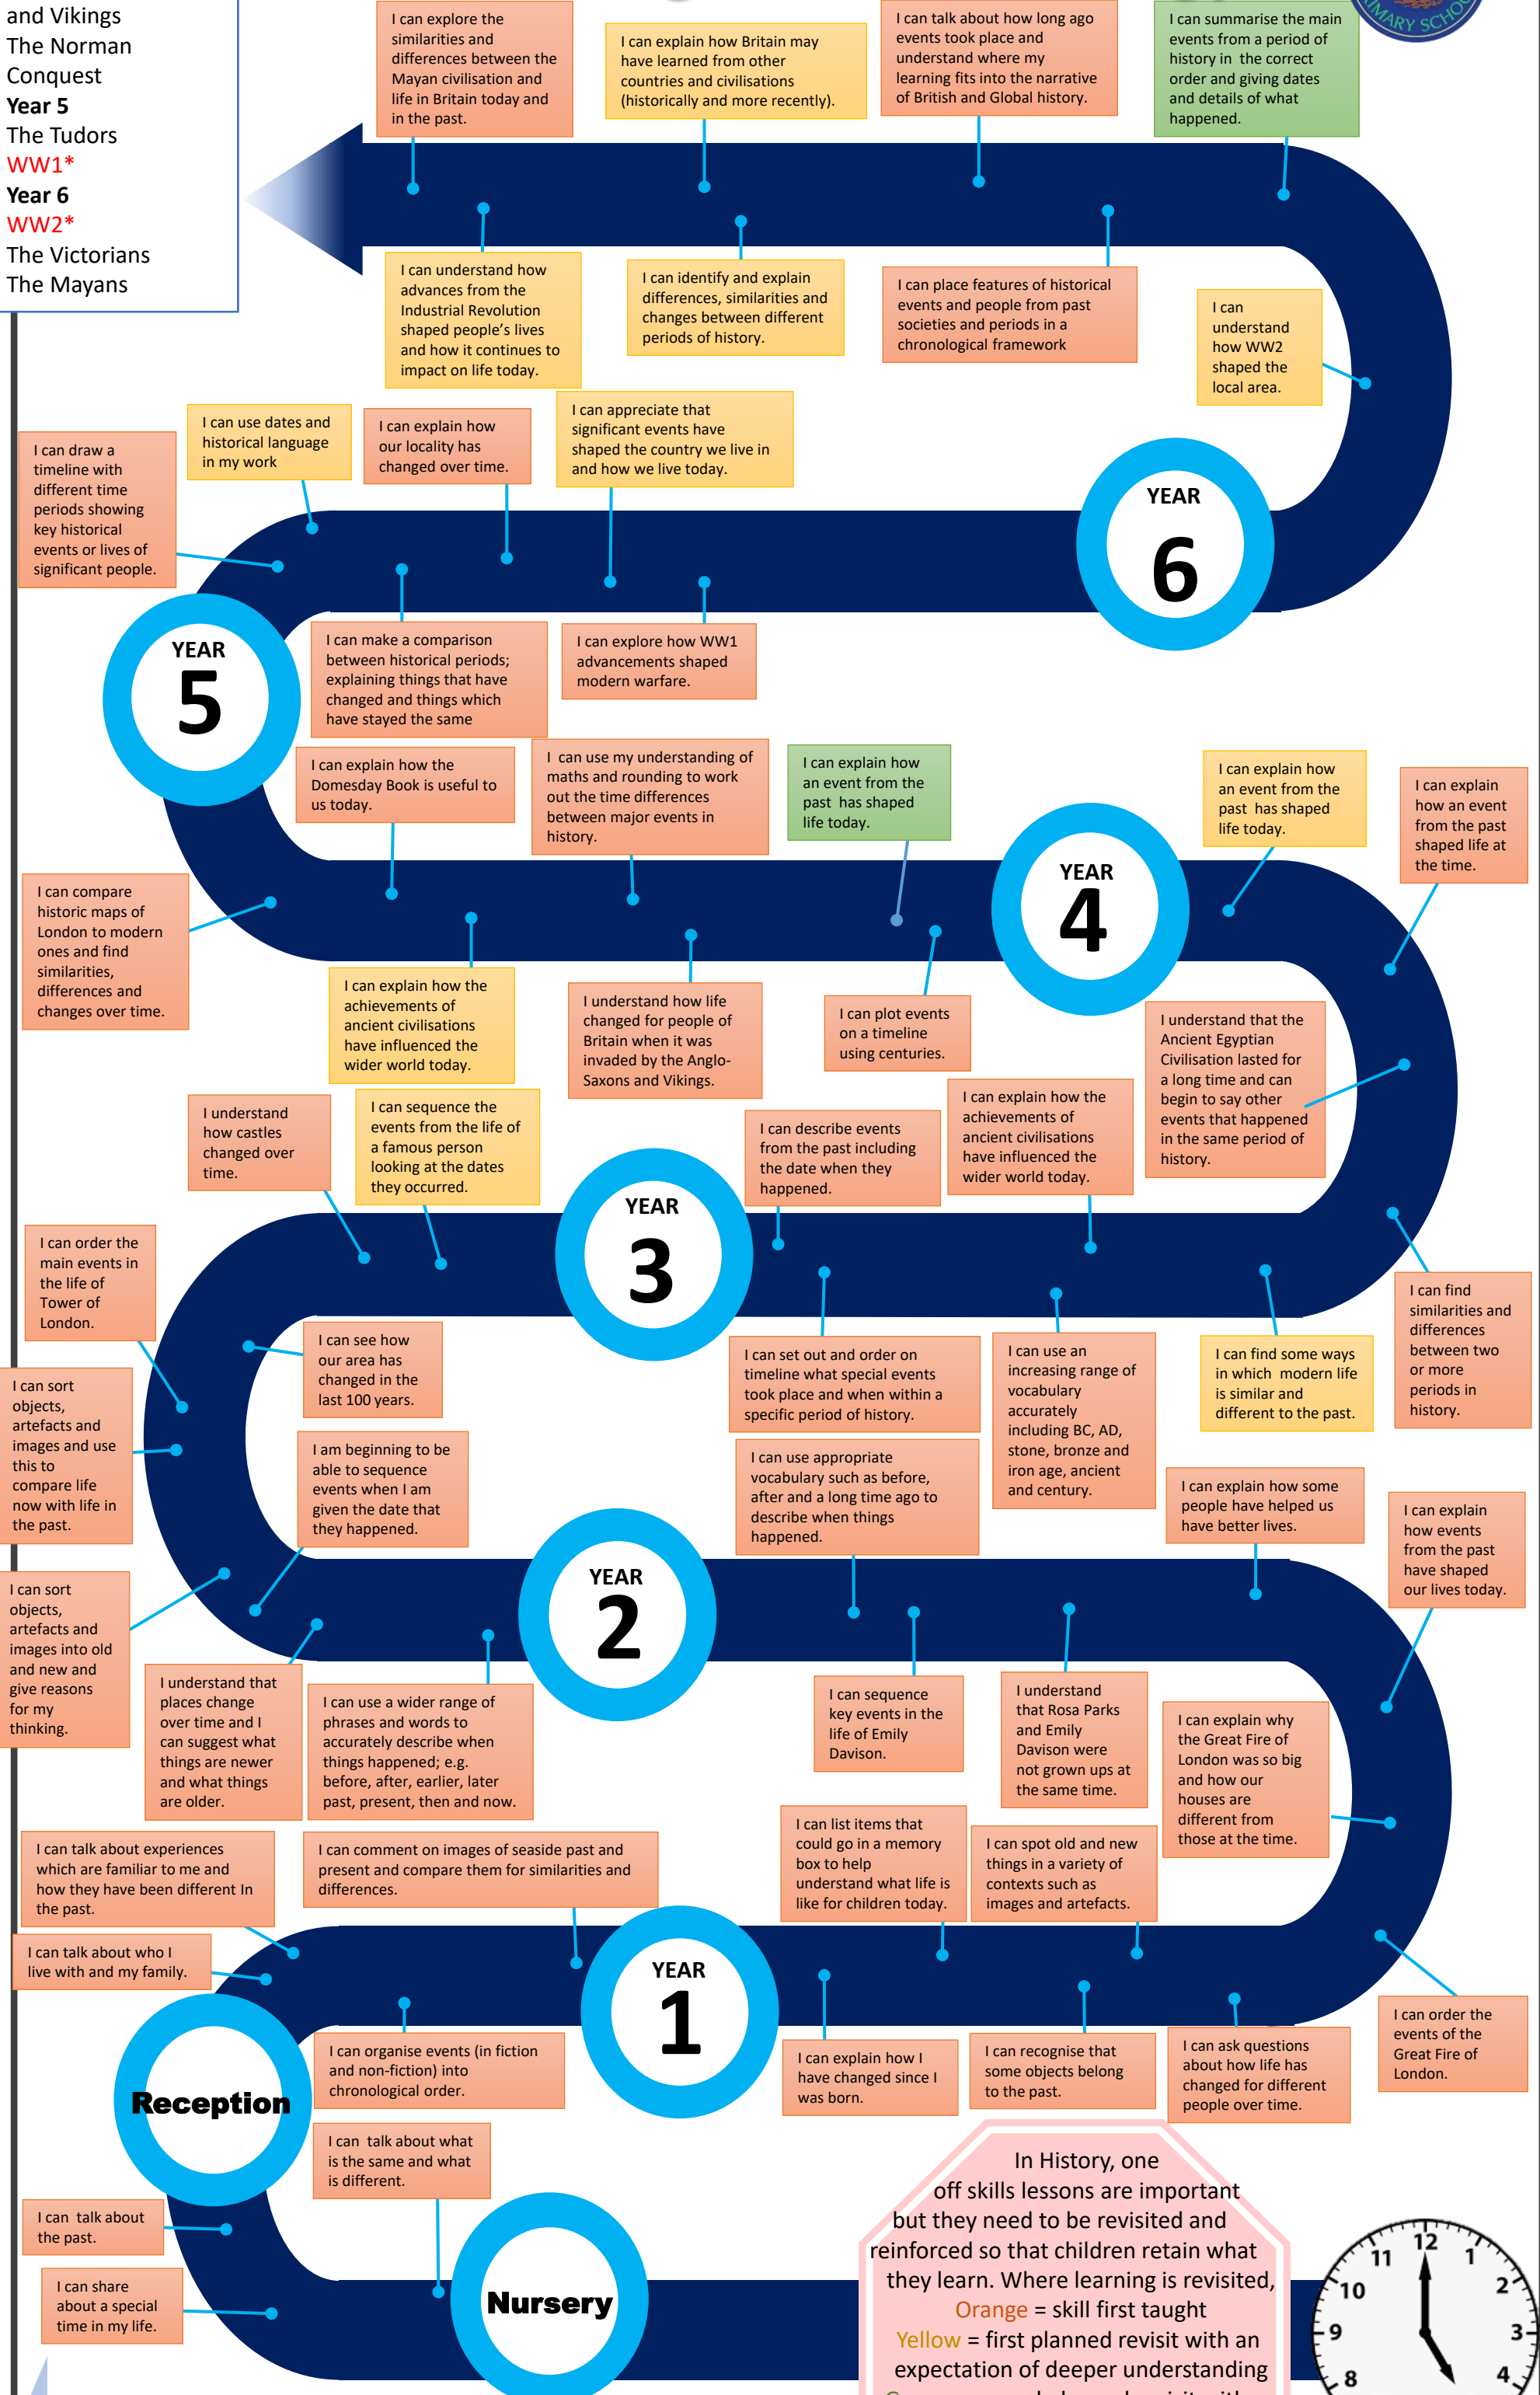 and Vikings
The Norman
Conquest
Year 5
The Tudors
WW1*
Year 6
WW2*
The Victorians
The Mayans
I can explore the
similarities and
differences between the
Mayan civilisation and
life in Britain today and
in the past.
I can explain how Britain may
have learned from other
countries and civilisations
(historically and more recently).
I can talk about how long ago
events took place and
understand where my
learning fits into the narrative
of British and Global history.
I can summarise the main
events from a period of
history in  the correct
order and giving dates
and details of what
happened.
IMARY SCHOO
I can understand how
advances from the
Industrial Revolution
shaped people's lives
and how it continues to
impact on life today.
I can identify and explain
differences, similarities and
changes between different
periods of history.
I can place features of historical
events and people from past
societies and periods in a
chronological framework
I can
understand
how WW2
shaped the
local area.
I can draw a
timeline with
different time
periods showing
key historical
events or lives of
significant people.
I can use dates and
historical language
in my work
I can explain how
our locality has
changed over time.
I can appreciate that
significant events have
shaped the country we live in
and how we live today.
YEAR
6
YEAR
5
I can make a comparison
between historical periods;
explaining things that have
changed and things which
have stayed the same
I can explore how WW1
advancements shaped
modern warfare.
I can explain how the
Domesday Book is useful to
us today.
I  can use my understanding of
maths and rounding to work
out the time differences
between major events in
history.
I can explain how
an event from the
past  has shaped
life today.
YEAR
4
I can explain how
an event from the
past  has shaped
life today.
I can explain
how an event
from the past
shaped life at
the time.
I can compare
historic maps of
London to modern
ones and find
similarities,
differences and
changes over time.
I can explain how the
achievements of
ancient civilisations
have influenced the
wider world today.
I understand how life
changed for people of
Britain when it was
invaded by the Anglo-
Saxons and Vikings.
I can plot events
on a timeline
using centuries.
I understand that the
Ancient Egyptian
Civilisation lasted for
a long time and can
begin to say other
events that happened
in the same period of
history.
I understand
how castles
changed over
time.
I can sequence the
events from the life of
a famous person
looking at the dates
they occurred.
YEAR
3
I can describe events
from the past including
the date when they
happened.
I can explain how the
achievements of
ancient civilisations
have influenced the
wider world today.
I can order the
main events in
the life of
Tower of
London.
I can see how
our area has
changed in the
last 100 years.
I can set out and order on
timeline what special events
took place and when within a
specific period of history.
I can use an
increasing range of
vocabulary
accurately
including BC, AD,
stone, bronze and
iron age, ancient
and century.
I can find some ways
in which  modern life
is similar and
different to the past.
I can find
similarities and
differences
between two
or more
periods in
history.
I can sort
objects,
artefacts and
images and use
this to
compare life
now with life in
the past.
I am beginning to be
able to sequence
events when I am
given the date that
they happened.
I can use appropriate
vocabulary such as before,
after and a long time ago to
describe when things
happened.
I can explain how some
people have helped us
have better lives.
I can explain
how events
from the past
have shaped
our lives today.
I can sort
objects,
artefacts and
images into old
and new and
give reasons
for my
thinking.
YEAR
2
I understand that
places change
over time and I
can suggest what
things are newer
and what things
are older.
I can use a wider range of
phrases and words to
accurately describe when
things happened; e.g.
before, after, earlier, later
past, present, then and now.
I can sequence
key events in the
life of Emily
Davison.
I understand
that Rosa Parks
and Emily
Davison were
not grown ups at
the same time.
I can explain why
the Great Fire of
London was so big
and how our
houses are
different from
those at the time.
I can talk about experiences
which are familiar to me and
how they have been different In
the past.
I can comment on images of seaside past and
present and compare them for similarities and
differences.
I can list items that
could go in a memory
box to help
understand what life is
like for children today.
I can spot old and new
things in a variety of
contexts such as
images and artefacts.
I can talk about who I
live with and my family.
YEAR
1
I can organise events (in fiction
and non-fiction) into
chronological order.
I can explain how I
have changed since I
was born.
I can recognise that
some objects belong
to the past.
I can ask questions
about how life has
changed for different
people over time.
I can order the
events of the
Great Fire of
London.
Reception
I can  talk about what
is the same and what
is different.
I can  talk about
the past.
I can share
about a special
time in my life.
Nursery
In History, one
off skills lessons are important
but they need to be revisited and
reinforced so that children retain what
they learn. Where learning is revisited,
Orange = skill first taught
Yellow = first planned revisit with an
expectation of deeper understanding
12
11
1
10
2
9
3
8
4